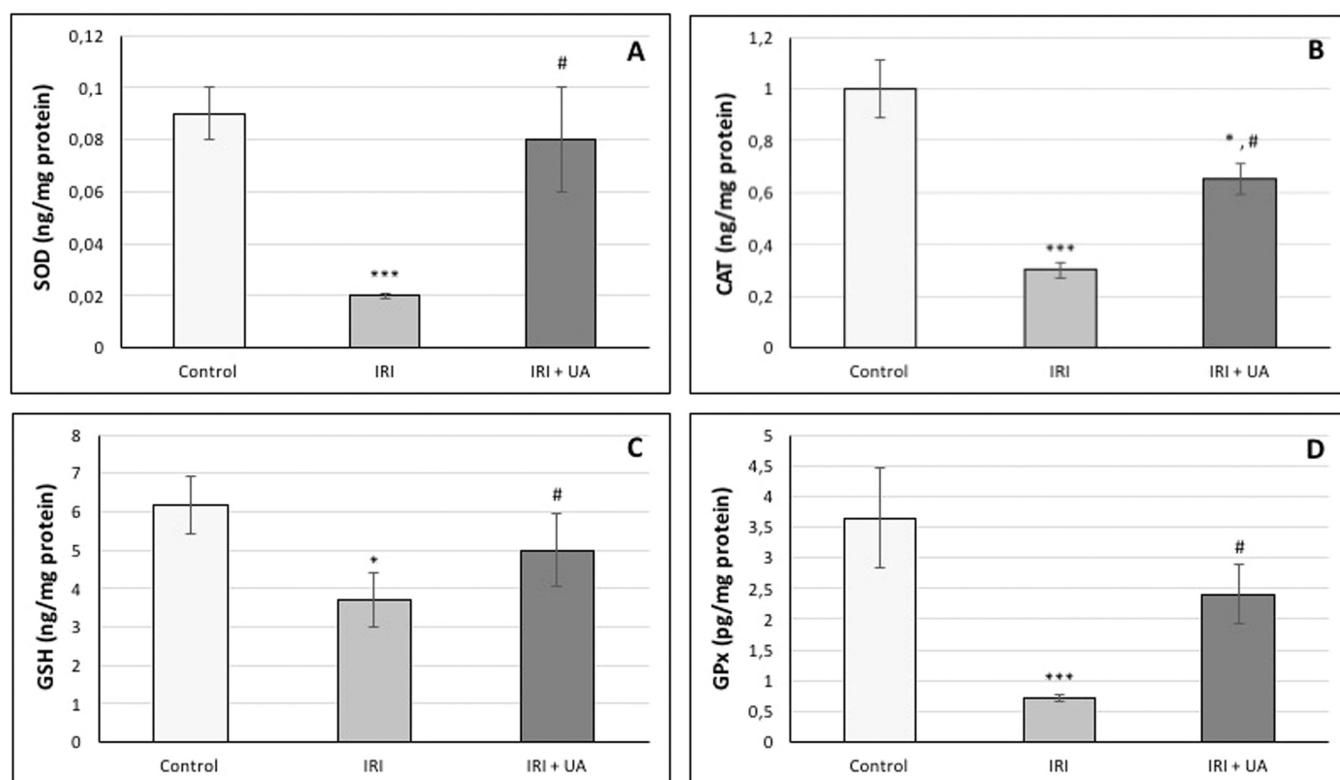 A
SOD (ng/mg protein)
0,12
0,1
0,08
0,06
0,04
0,02
0
#
***
Control
IRI
IRI + UA
B
CAT (ng/mg protein)
1,2
1
0,8
0,6
0,4
0,2
0
* , #
***
Control
IRI
IRI + UA
C
GSH (ng/mg protein)
8
7
6
5
4
3
2
1
0
#
*
Control
IRI
IRI + UA
D
GPx (pg/mg protein)
5
4,5
4
3,5
3
2,5
2
1,5
1
0,5
0
#
***
Control
IRI
IRI + UA